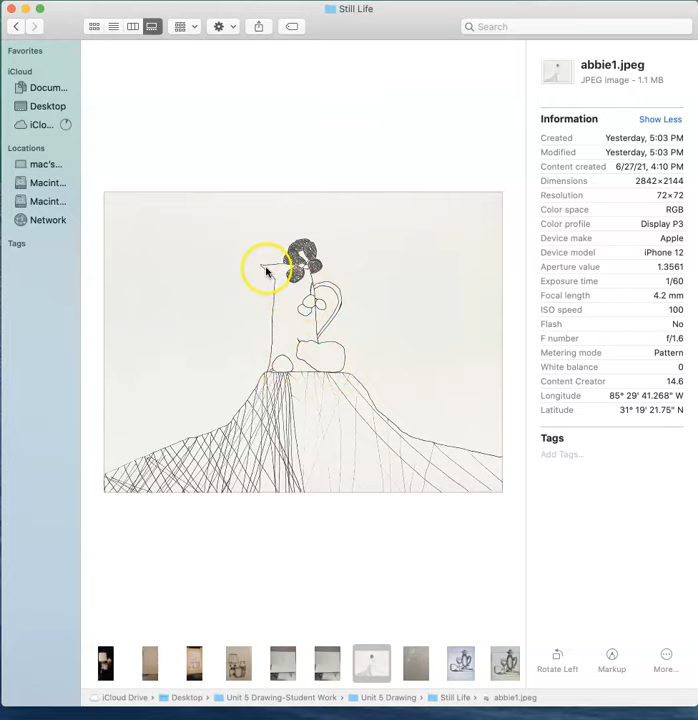 Still Life
Search
Favorites
iCloud
Docum...
Desktop
iClo...
Locations
mac's...
Macint...
Macint...
Network
Tags
abbie1.jpeg
JPEG image - 1.1 MB
Information Show Less
Created Yesterday, 5:03 PM
Modified Yesterday, 5:03 PM
Content created 6/27/21, 4:10 PM
Dimensions 2842×2144
Resolution 72×72
Color space RGB
Color profile Display P3
Device make Apple
Device model iPhone 12
Aperture value 1.3561
Exposure time 1/60
Focal length 4.2 mm
ISO speed 100
Flash No
F number f/1.6
Metering mode Pattern
White balance 0
Content Creator 14.6
Longitude 85° 29' 41.268" W
Latitude 31° 19' 21.75" N
Tags
Add Tags...
Rotate Left Markup More...
iCloud Drive › Desktop › Unit 5 Drawing-Student Work › Unit 5 Drawing › Still Life › abbie1.jpeg